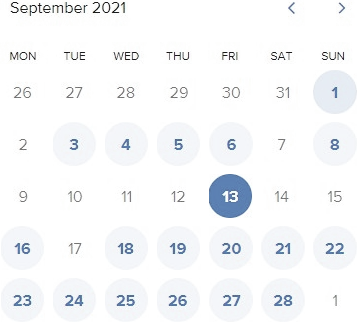 September 2021 < >
MON TUE WED THU FRI SAT SUN
26 27 28 29 30 31 1
2 3 4 5 6 7 8
9 10 11 12 13 14 15
16 17 18 19 20 21 22
23 24 25 26 27 28 1